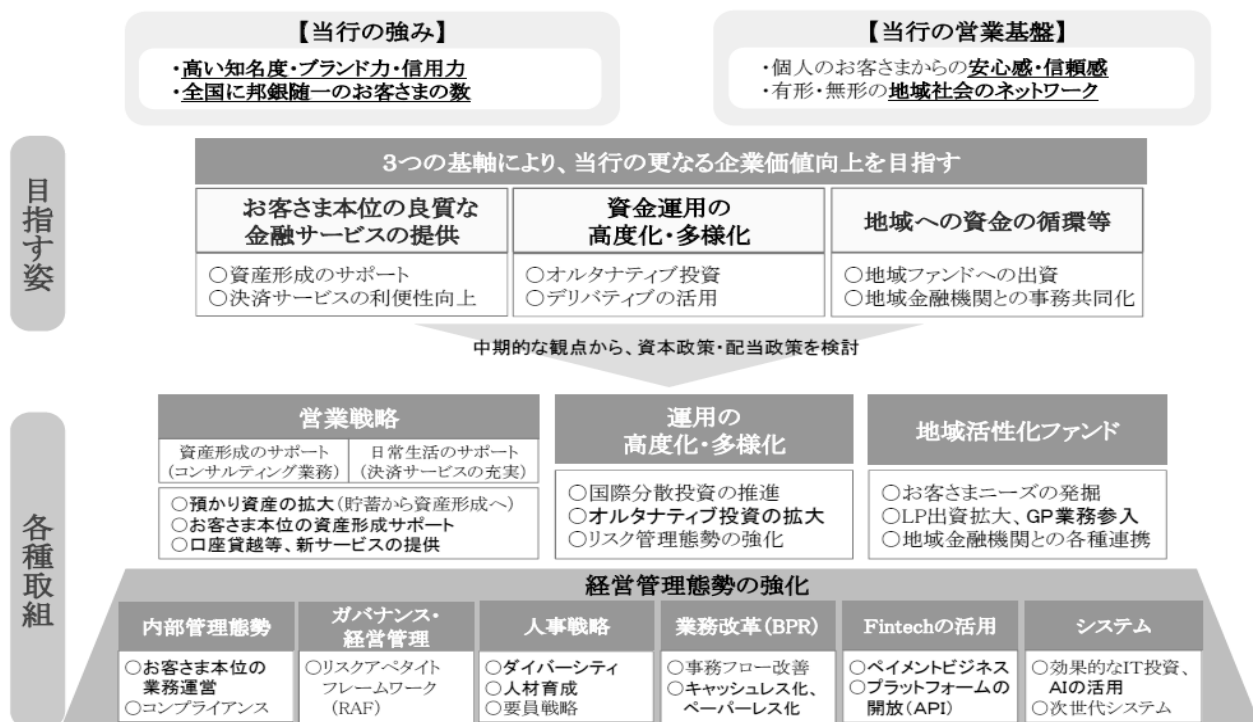 【当行の強み】
・高い知名度・ブランド力・信用力
・全国に邦銀随一のお客さまの数
【当行の営業基盤】
・個人のお客さまからの安心感・信頼感
・有形・無形の地域社会のネットワーク
目指す姿
3つの基軸により、当行の更なる企業価値向上を目指す
お客さま本位の良質な
金融サービスの提供
○資産形成のサポート
○決済サービスの利便性向上
資金運用の
高度化・多様化
○オルタナティブ投資
○デリバティブの活用
地域への資金の循環等
○地域ファンドへの出資
○地域金融機関との事務共同化
中期的な観点から、資本政策・配当政策を検討
各種取組
営業戦略
資産形成のサポート
(コンサルティング業務)
日常生活のサポート
(決済サービスの充実)
○預かり資産の拡大(貯蓄から資産形成へ)
○お客さま本位の資産形成サポート
○口座貸越等、新サービスの提供
運用の
高度化・多様化
○国際分散投資の推進
○オルタナティブ投資の拡大
○リスク管理態勢の強化
地域活性化ファンド
○お客さまニーズの発掘
○LP出資拡大、GP業務参入
○地域金融機関との各種連携
経営管理態勢の強化
内部管理態勢
○お客さま本位の
業務運営
○コンプライアンス
ガバナンス・
経営管理
○リスクアペタイト
フレームワーク
(RAF)
人事戦略
○ダイバーシティ
○人材育成
○要員戦略
業務改革(BPR)
○事務フロー改善
○キャッシュレス化、
ペーパーレス化
Fintechの活用
○ペイメントビジネス
○プラットフォームの
開放(API)
システム
○効果的なIT投資、
AIの活用
○次世代システム